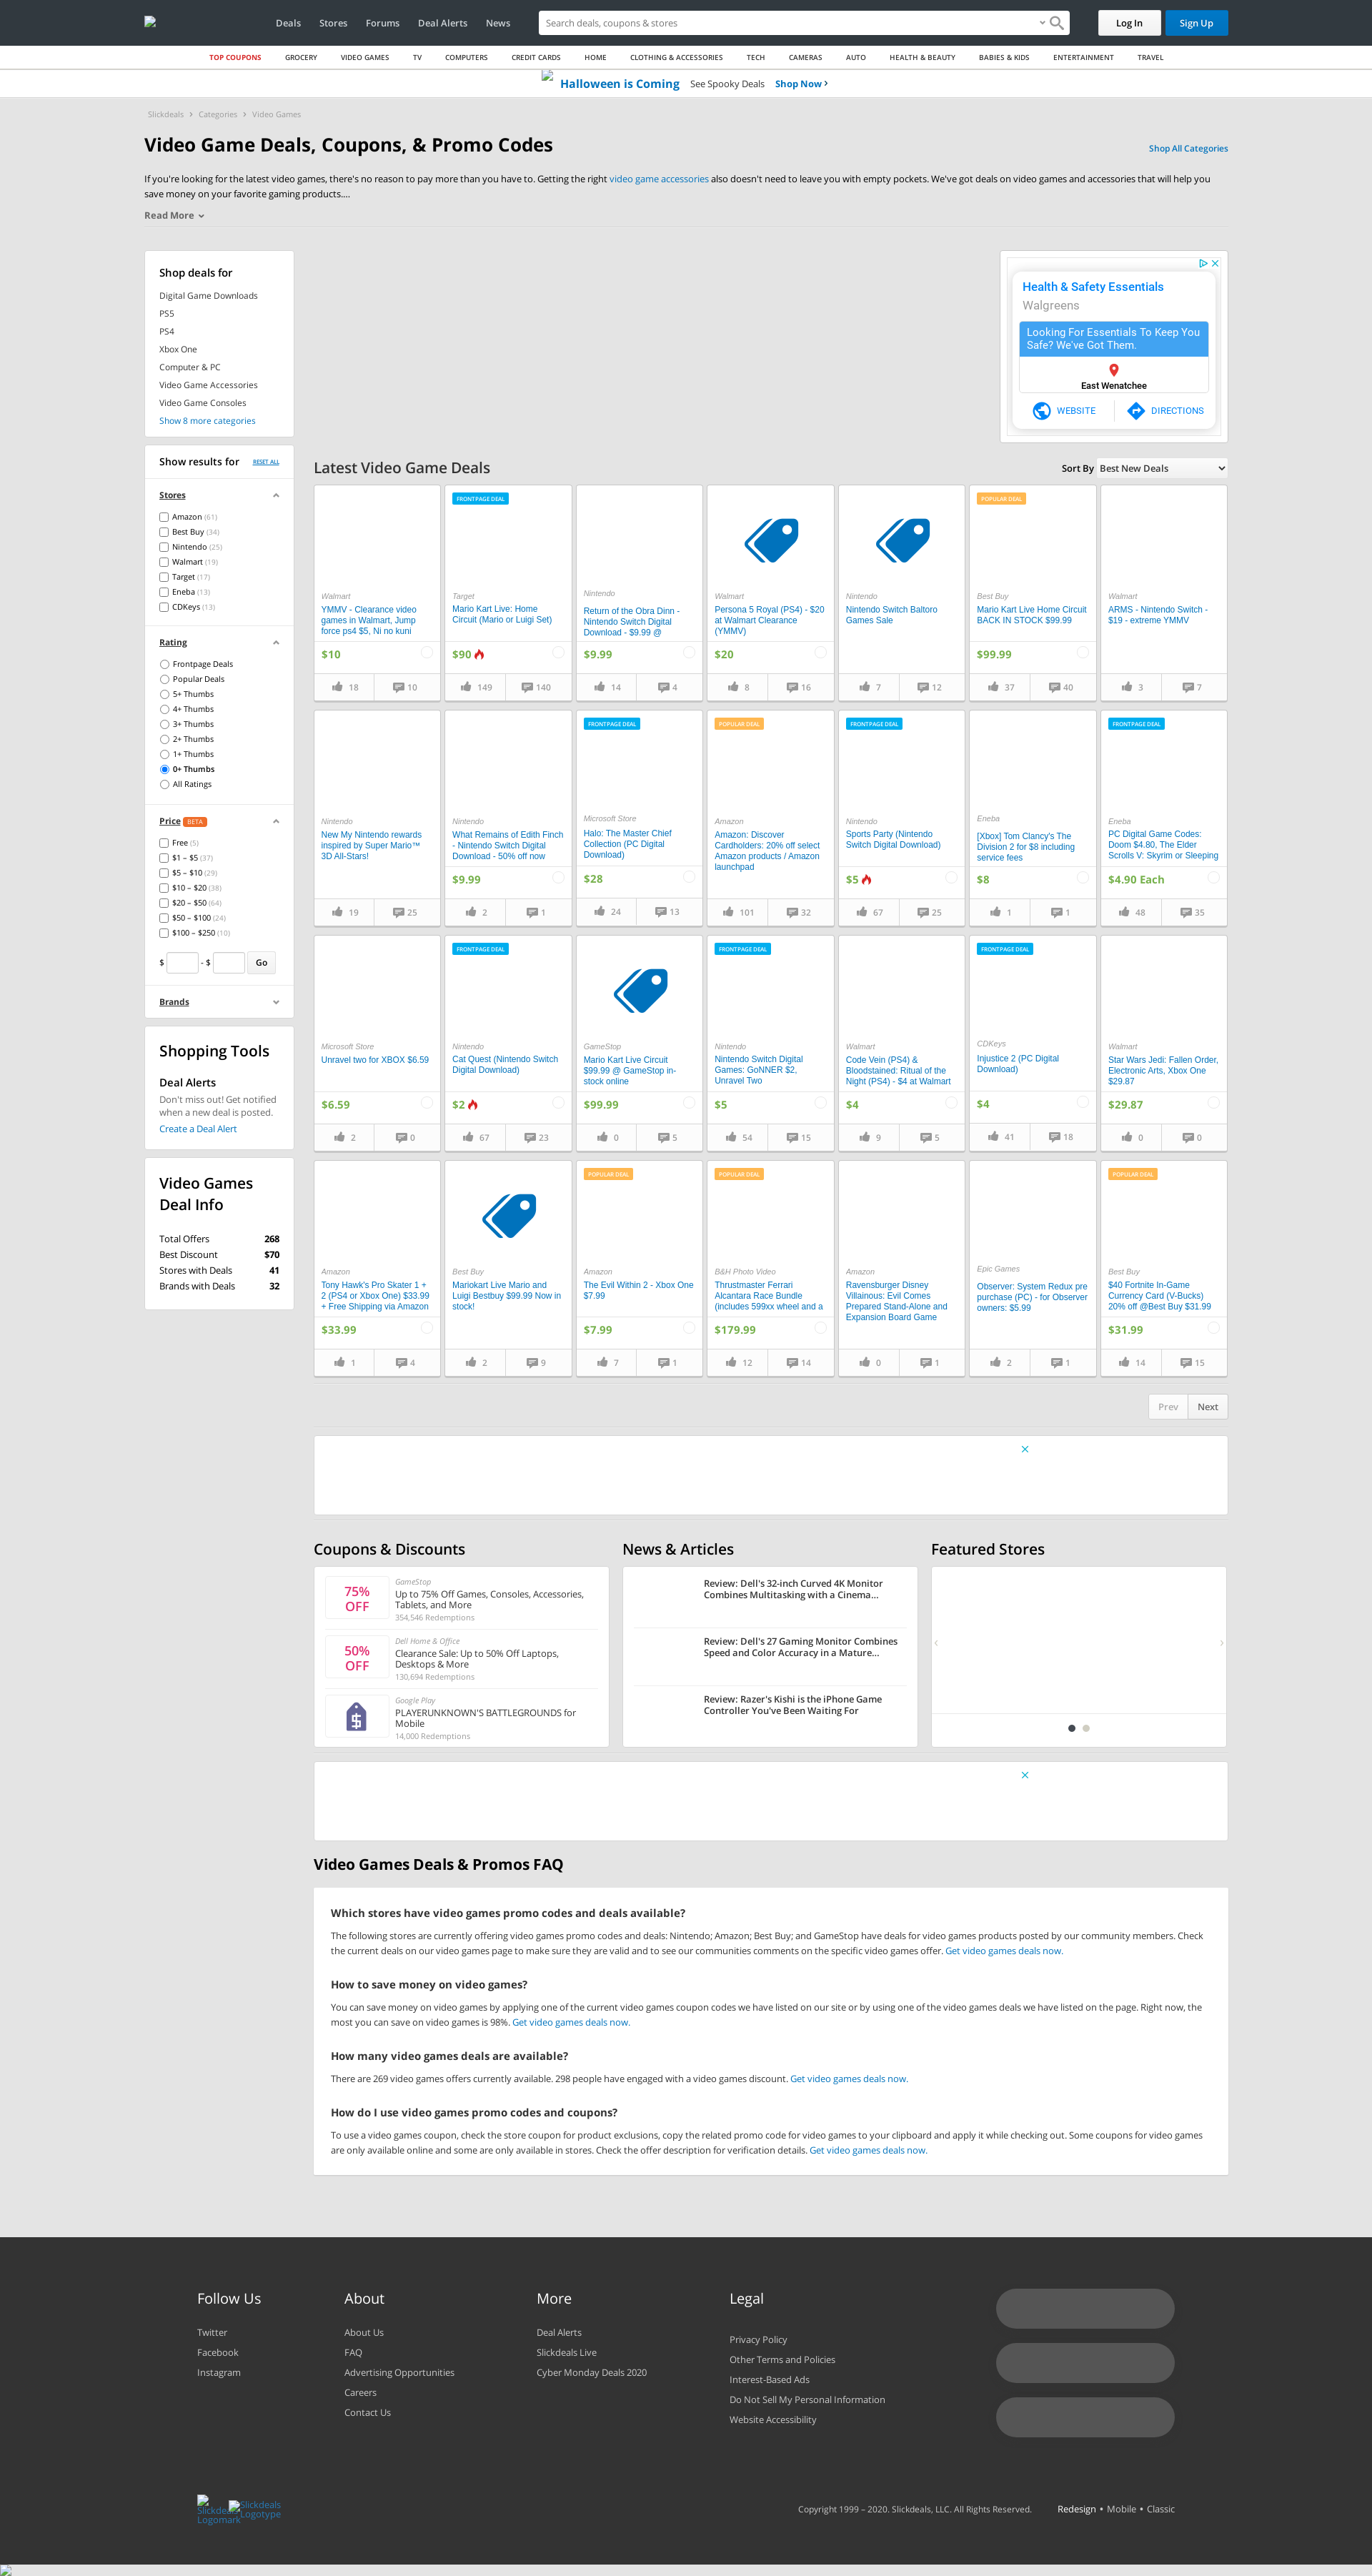 Deals
Stores
Forums
Deal Alerts
News
Search deals, coupons & stores
Log In
Sign Up
TOP COUPONS
GROCERY
VIDEO GAMES
TV
COMPUTERS
CREDIT CARDS
HOME
CLOTHING & ACCESSORIES
TECH
CAMERAS
AUTO
HEALTH & BEAUTY
BABIES & KIDS
ENTERTAINMENT
TRAVEL
Halloween is Coming See Spooky Deals Shop Now ›
Slickdeals › Categories › Video Games
Video Game Deals, Coupons, & Promo Codes
Shop All Categories
If you're looking for the latest video games, there's no reason to pay more than you have to. Getting the right video game accessories also doesn't need to leave you with empty pockets. We've got deals on video games and accessories that will help you
save money on your favorite gaming products....
Read More
Shop deals for
Digital Game Downloads
PS5
PS4
Xbox One
Computer & PC
Video Game Accessories
Video Game Consoles
Show 8 more categories
Show results for
RESET ALL
Stores
Amazon (61)
Best Buy (34)
Nintendo (25)
Walmart (19)
Target (17)
Eneba (13)
CDKeys (13)
Rating
Frontpage Deals
Popular Deals
5+ Thumbs
4+ Thumbs
3+ Thumbs
2+ Thumbs
1+ Thumbs
0+ Thumbs
All Ratings
Price BETA
Free (5)
$1 – $5 (37)
$5 – $10 (29)
$10 – $20 (38)
$20 – $50 (64)
$50 – $100 (24)
$100 – $250 (10)
$ - $ Go
Brands
Shopping Tools
Deal Alerts
Don't miss out! Get notified
when a new deal is posted.
Create a Deal Alert
Video Games
Deal Info
Total Offers 268
Best Discount $70
Stores with Deals 41
Brands with Deals 32
Health & Safety Essentials
Walgreens
Looking For Essentials To Keep You
Safe? We've Got Them.
East Wenatchee
WEBSITE
DIRECTIONS
Latest Video Game Deals
Sort By Best New Deals
Walmart
YMMV - Clearance video
games in Walmart, Jump
force ps4 $5, Ni no kuni
$10
18 10
FRONTPAGE DEAL
Target
Mario Kart Live: Home
Circuit (Mario or Luigi Set)
$90
149 140
Nintendo
Return of the Obra Dinn -
Nintendo Switch Digital
Download - $9.99 @
$9.99
14 4
Walmart
Persona 5 Royal (PS4) - $20
at Walmart Clearance
(YMMV)
$20
8 16
Nintendo
Nintendo Switch Baltoro
Games Sale
7 12
POPULAR DEAL
Best Buy
Mario Kart Live Home Circuit
BACK IN STOCK $99.99
$99.99
37 40
Walmart
ARMS - Nintendo Switch -
$19 - extreme YMMV
3 7
Nintendo
New My Nintendo rewards
inspired by Super Mario™
3D All-Stars!
19 25
Nintendo
What Remains of Edith Finch
- Nintendo Switch Digital
Download - 50% off now
$9.99
2 1
FRONTPAGE DEAL
Microsoft Store
Halo: The Master Chief
Collection (PC Digital
Download)
$28
24 13
POPULAR DEAL
Amazon
Amazon: Discover
Cardholders: 20% off select
Amazon products / Amazon
launchpad
101 32
FRONTPAGE DEAL
Nintendo
Sports Party (Nintendo
Switch Digital Download)
$5
67 25
Eneba
[Xbox] Tom Clancy's The
Division 2 for $8 including
service fees
$8
1 1
FRONTPAGE DEAL
Eneba
PC Digital Game Codes:
Doom $4.80, The Elder
Scrolls V: Skyrim or Sleeping
$4.90 Each
48 35
Microsoft Store
Unravel two for XBOX $6.59
$6.59
2 0
FRONTPAGE DEAL
Nintendo
Cat Quest (Nintendo Switch
Digital Download)
$2
67 23
GameStop
Mario Kart Live Circuit
$99.99 @ GameStop in-
stock online
$99.99
0 5
FRONTPAGE DEAL
Nintendo
Nintendo Switch Digital
Games: GoNNER $2,
Unravel Two
$5
54 15
Walmart
Code Vein (PS4) &
Bloodstained: Ritual of the
Night (PS4) - $4 at Walmart
$4
9 5
FRONTPAGE DEAL
CDKeys
Injustice 2 (PC Digital
Download)
$4
41 18
Walmart
Star Wars Jedi: Fallen Order,
Electronic Arts, Xbox One
$29.87
$29.87
0 0
Amazon
Tony Hawk's Pro Skater 1 +
2 (PS4 or Xbox One) $33.99
+ Free Shipping via Amazon
$33.99
1 4
Best Buy
Mariokart Live Mario and
Luigi Bestbuy $99.99 Now in
stock!
2 9
POPULAR DEAL
Amazon
The Evil Within 2 - Xbox One
$7.99
$7.99
7 1
POPULAR DEAL
B&H Photo Video
Thrustmaster Ferrari
Alcantara Race Bundle
(includes 599xx wheel and a
$179.99
12 14
Amazon
Ravensburger Disney
Villainous: Evil Comes
Prepared Stand-Alone and
Expansion Board Game
0 1
Epic Games
Observer: System Redux pre
purchase (PC) - for Observer
owners: $5.99
2 1
POPULAR DEAL
Best Buy
$40 Fortnite In-Game
Currency Card (V-Bucks)
20% off @Best Buy $31.99
$31.99
14 15
Prev Next
Coupons & Discounts
75%
OFF
GameStop
Up to 75% Off Games, Consoles, Accessories,
Tablets, and More
354,546 Redemptions
50%
OFF
Dell Home & Office
Clearance Sale: Up to 50% Off Laptops,
Desktops & More
130,694 Redemptions
Google Play
PLAYERUNKNOWN'S BATTLEGROUNDS for
Mobile
14,000 Redemptions
News & Articles
Review: Dell's 32-inch Curved 4K Monitor
Combines Multitasking with a Cinema...
Review: Dell's 27 Gaming Monitor Combines
Speed and Color Accuracy in a Mature...
Review: Razer's Kishi is the iPhone Game
Controller You've Been Waiting For
Featured Stores
Video Games Deals & Promos FAQ
Which stores have video games promo codes and deals available?
The following stores are currently offering video games promo codes and deals: Nintendo; Amazon; Best Buy; and GameStop have deals for video games products posted by our community members. Check
the current deals on our video games page to make sure they are valid and to see our communities comments on the specific video games offer. Get video games deals now.
How to save money on video games?
You can save money on video games by applying one of the current video games coupon codes we have listed on our site or by using one of the video games deals we have listed on the page. Right now, the
most you can save on video games is 98%. Get video games deals now.
How many video games deals are available?
There are 269 video games offers currently available. 298 people have engaged with a video games discount. Get video games deals now.
How do I use video games promo codes and coupons?
To use a video games coupon, check the store coupon for product exclusions, copy the related promo code for video games to your clipboard and apply it while checking out. Some coupons for video games
are only available online and some are only available in stores. Check the offer description for verification details. Get video games deals now.
Follow Us
Twitter
Facebook
Instagram
About
About Us
FAQ
Advertising Opportunities
Careers
Contact Us
More
Deal Alerts
Slickdeals Live
Cyber Monday Deals 2020
Legal
Privacy Policy
Other Terms and Policies
Interest-Based Ads
Do Not Sell My Personal Information
Website Accessibility
Slickdeals
Logomark
Slickdeals
Logotype
Copyright 1999 – 2020. Slickdeals, LLC. All Rights Reserved.
Redesign • Mobile • Classic